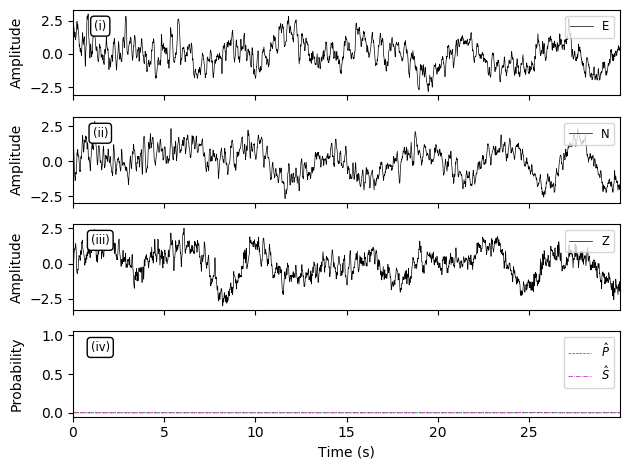 2.5
0.0
−2.5
Amplitude
(i)
E
2.5
0.0
−2.5
Amplitude
(ii)
N
2.5
0.0
−2.5
Amplitude
(iii)
Z
1.0
0.5
0.0
Probability
(iv)
P̂
Ŝ
0 5 10 15 20 25
Time (s)